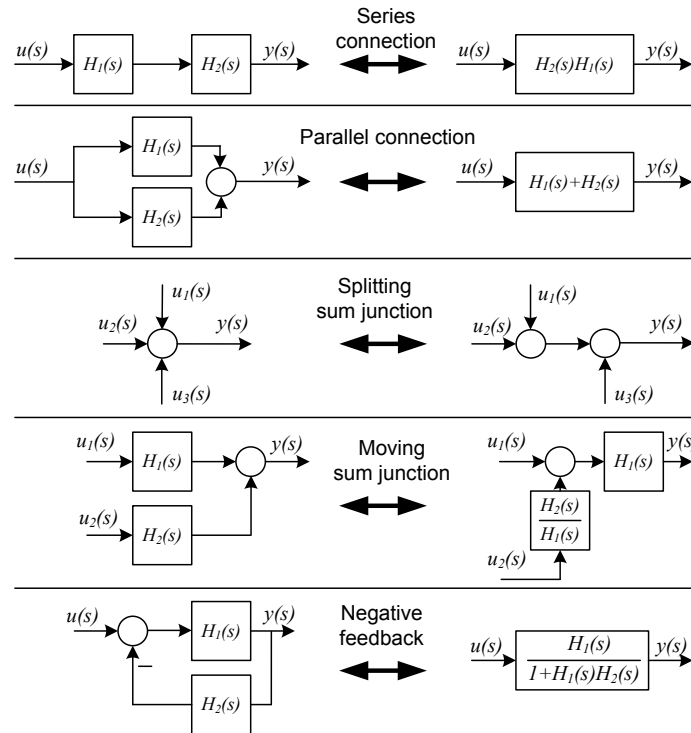 Series
connection
u(s) H₁(s) H₂(s) y(s) u(s) H₂(s)H₁(s) y(s)
Parallel connection
u(s) H₁(s) H₂(s) y(s) u(s) H₁(s)+H₂(s) y(s)
Splitting
sum junction
u₁(s) u₂(s) y(s) u₃(s) u₁(s) u₂(s) y(s) u₃(s)
Moving
sum junction
u₁(s) H₁(s) y(s) u₂(s) H₂(s) u₁(s) H₁(s) y(s)
H₂(s)
H₁(s)
u₂(s)
Negative
feedback
u(s) H₁(s) y(s) – H₂(s)
u(s) H₁(s) y(s)
1+H₁(s)H₂(s)